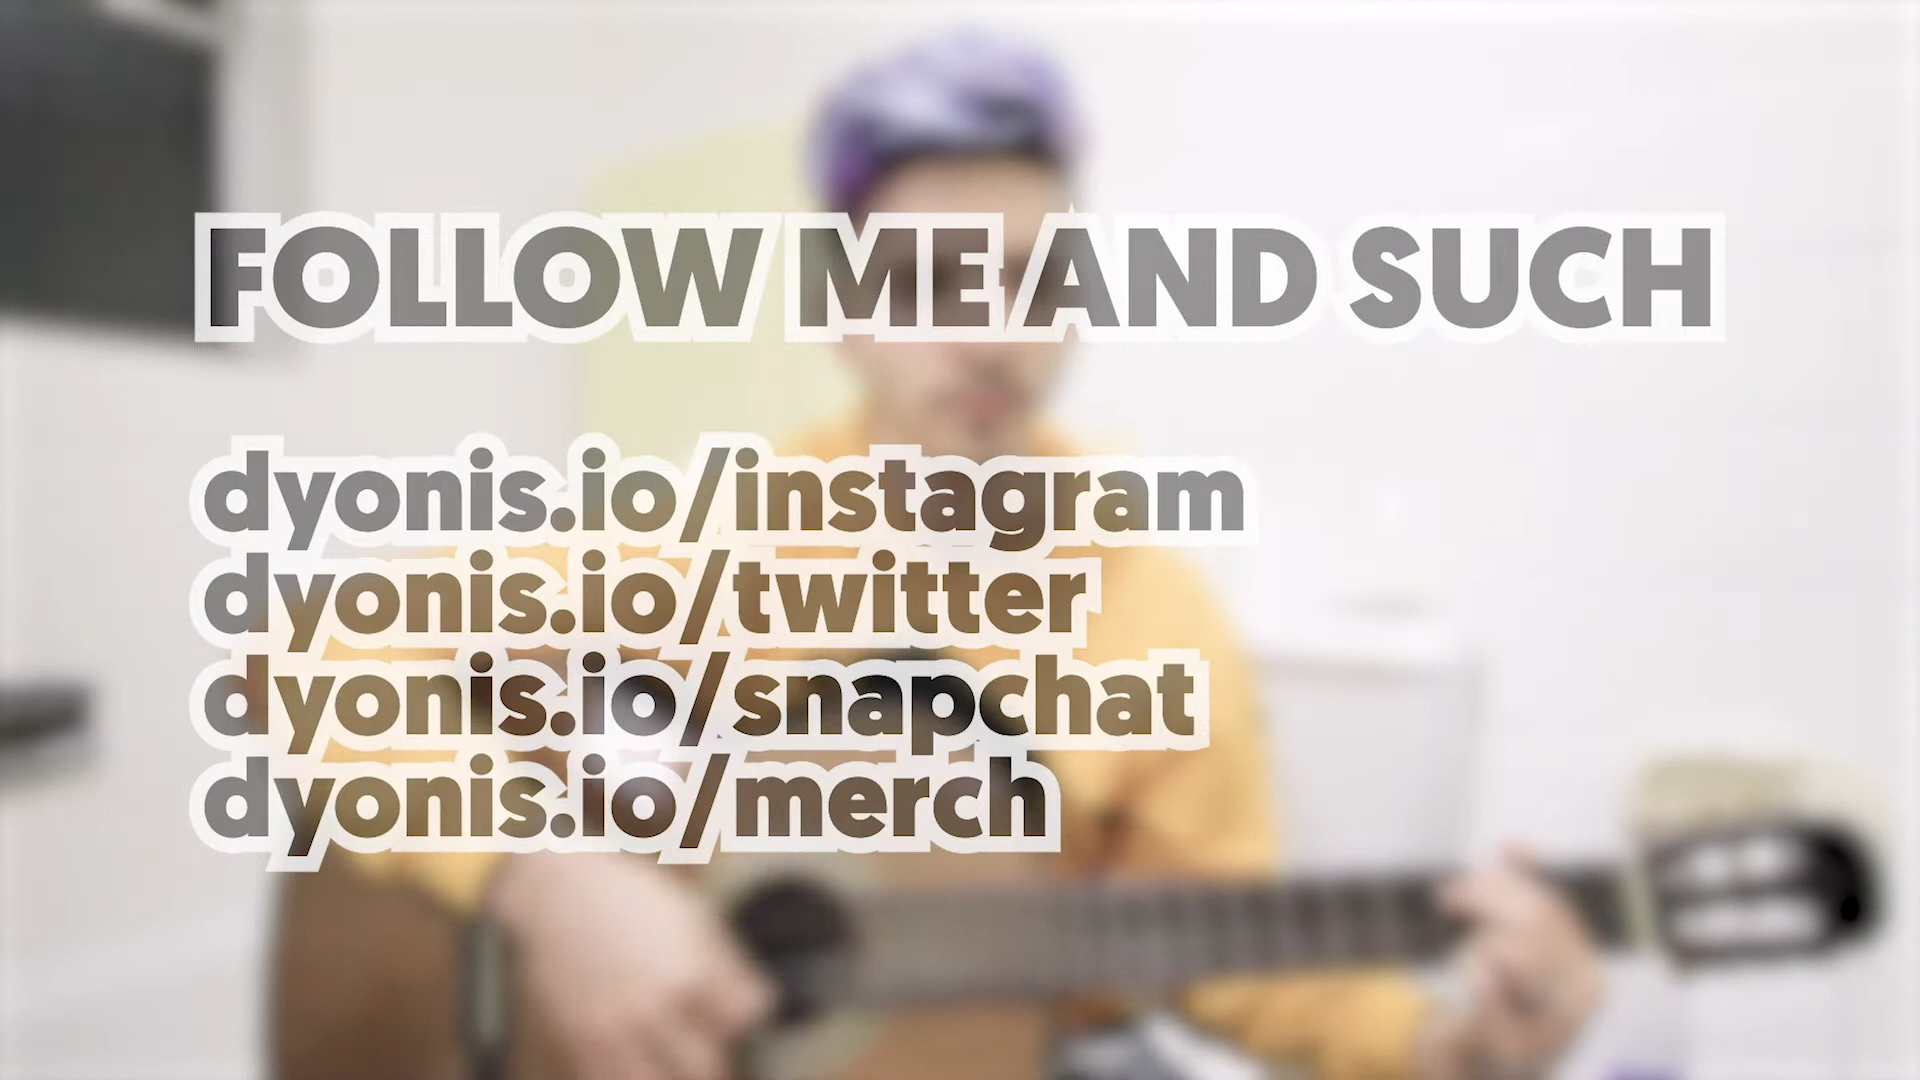 FOLLOW ME AND SUCH
dyonis.io/instagram
dyonis.io/twitter
dyonis.io/snapchat
dyonis.io/merch